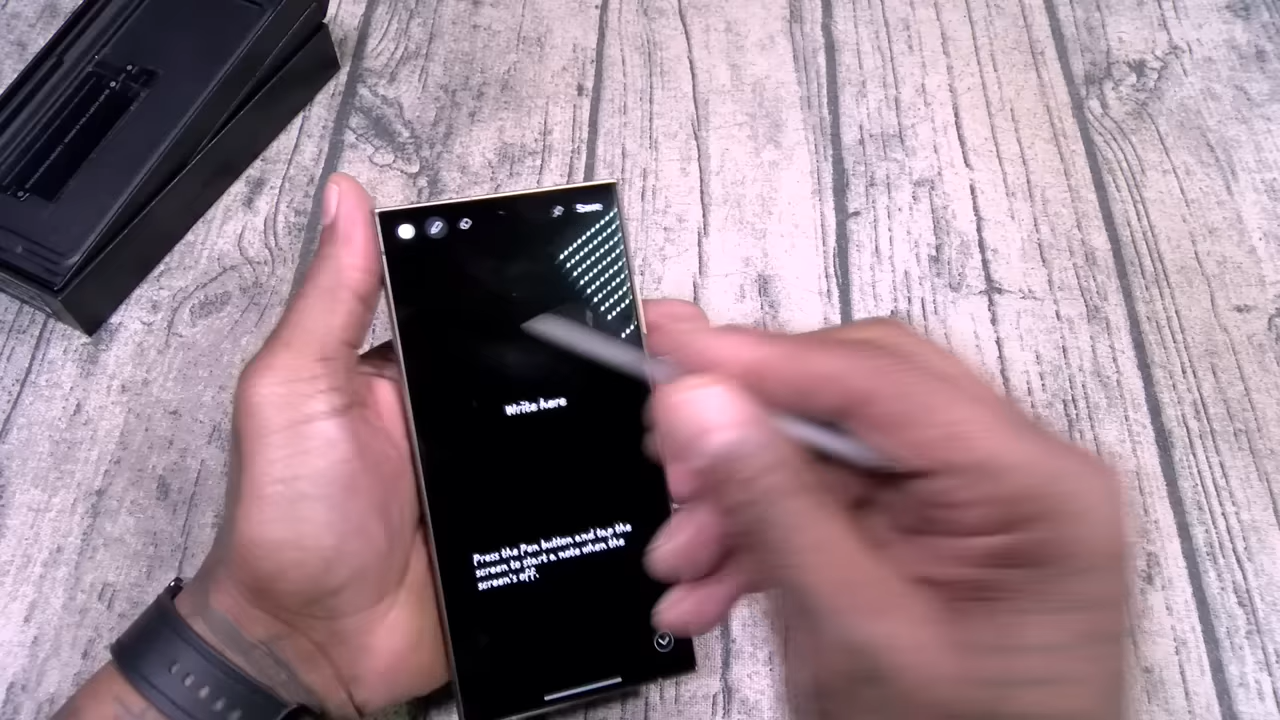 Save
Write here
Press the Pen button and tap the
screen to start a note when the
screen's off.